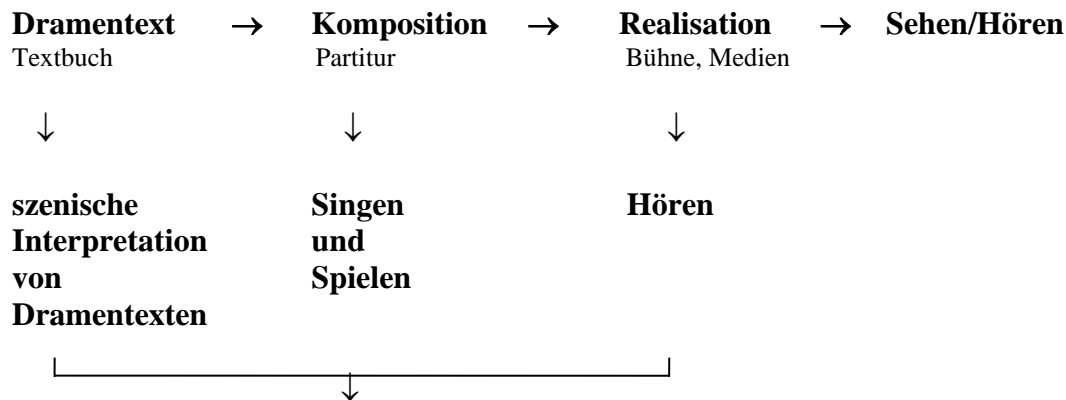 Dramentext → Komposition → Realisation → Sehen/Hören
Textbuch Partitur Bühne, Medien
↓ ↓ ↓
szenische Singen Hören
Interpretation und
von Spielen
Dramentexten
↓